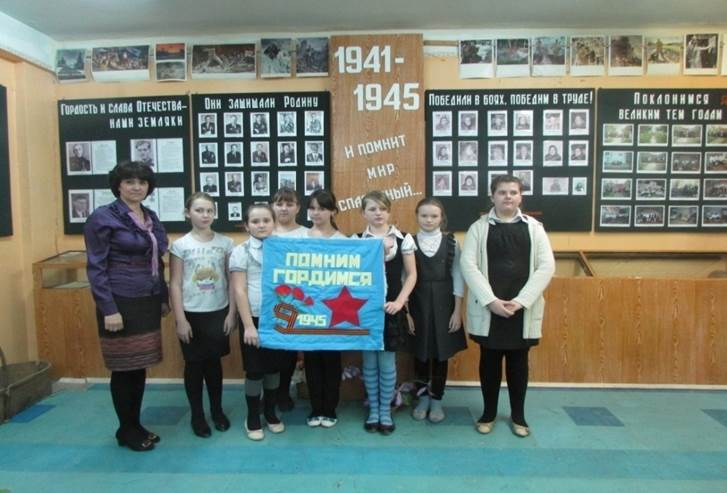 1941-
1945
И ПОМНИТ
МИР
ГОРДОСТЬ И СЛАВА ОТЕЧЕСТВА-
НАШИ ЗЕМЛЯКИ
ОНИ ЗАЩИЩАЛИ РОДИНУ
ПОБЕДИЛИ В БОЯХ, ПОБЕДИМ В ТРУДЕ!
ПОКЛОНИМСЯ
ВЕЛИКИМ ТЕМ ГОДАМ
ПОМНИМ
ГОРДИМСЯ
9
1945